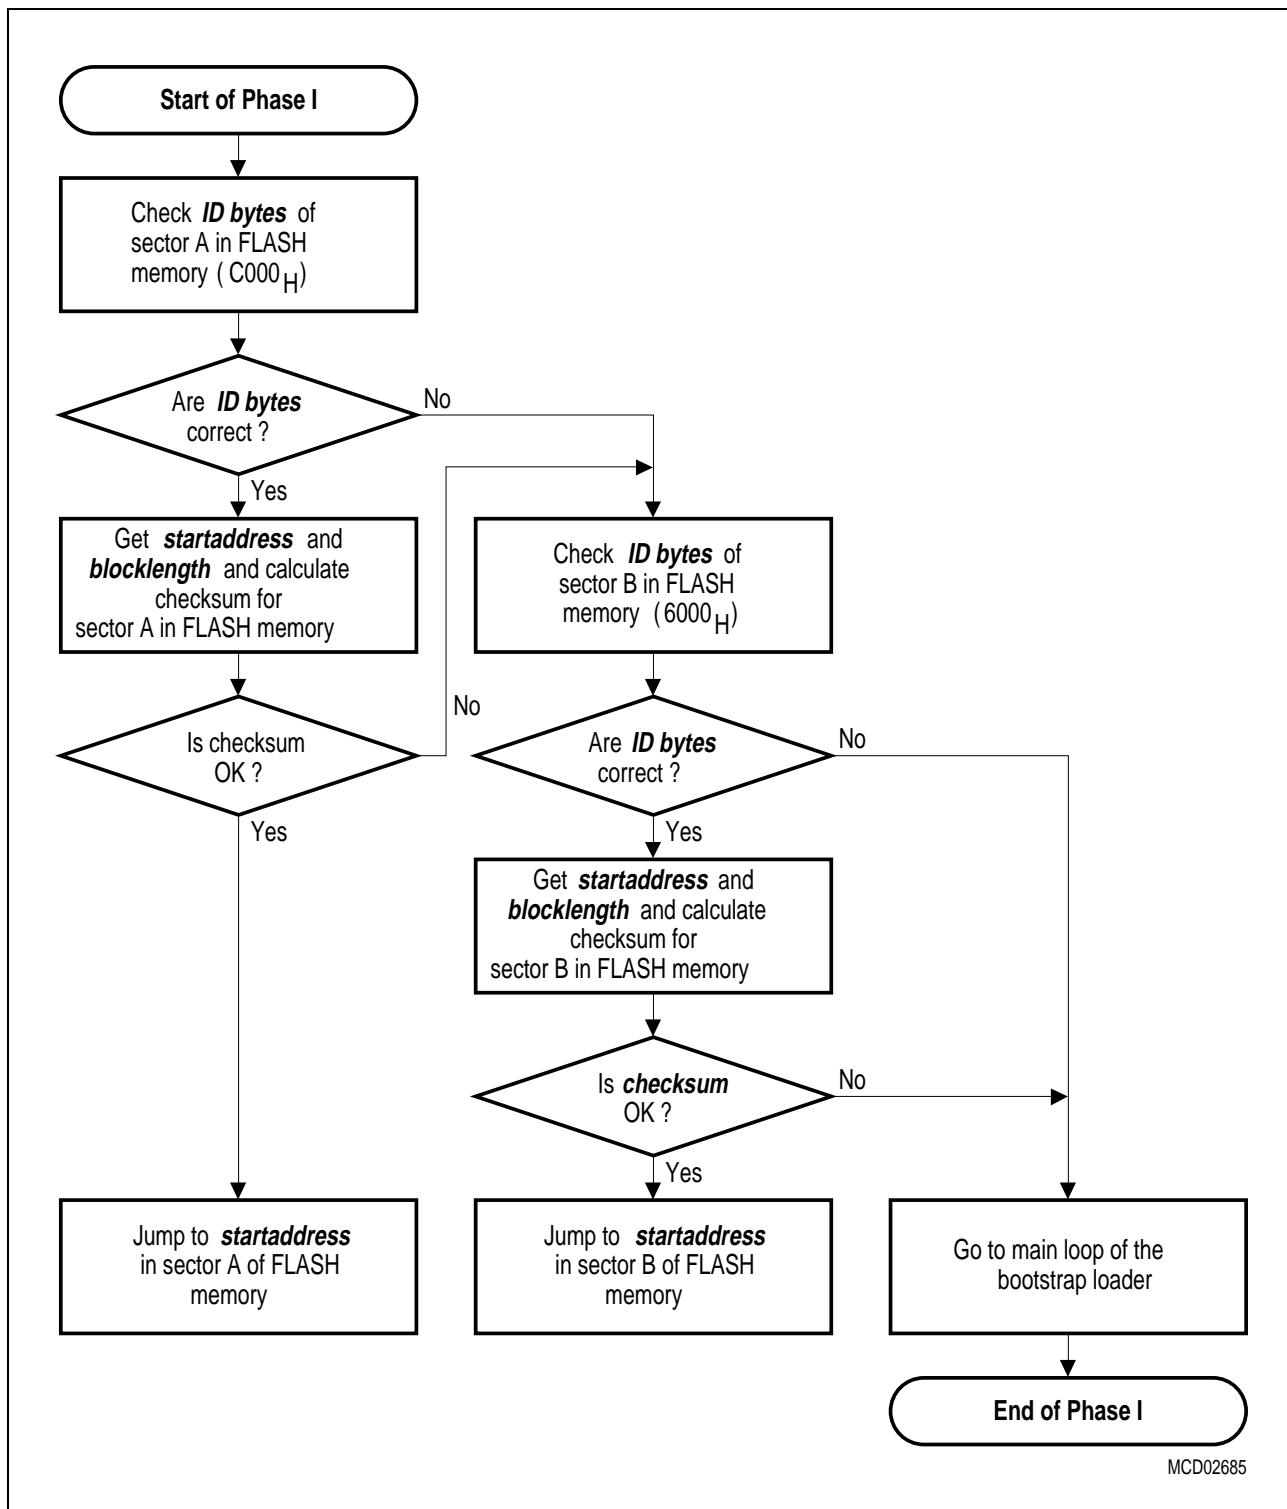 Start of Phase I
Check ID bytes of
sector A in FLASH
memory ( C000H)
Are ID bytes
correct ?
No
Yes
Get startaddress and
blocklength and calculate
checksum for
sector A in FLASH memory
Check ID bytes of
sector B in FLASH
memory ( 6000H)
Is checksum
OK ?
No
Yes
Are ID bytes
correct ?
No
Yes
Get startaddress and
blocklength and calculate
checksum for
sector B in FLASH memory
Is checksum
OK ?
No
Yes
Jump to startaddress
in sector A of FLASH
memory
Jump to startaddress
in sector B of FLASH
memory
Go to main loop of the
bootstrap loader
End of Phase I
MCD02685